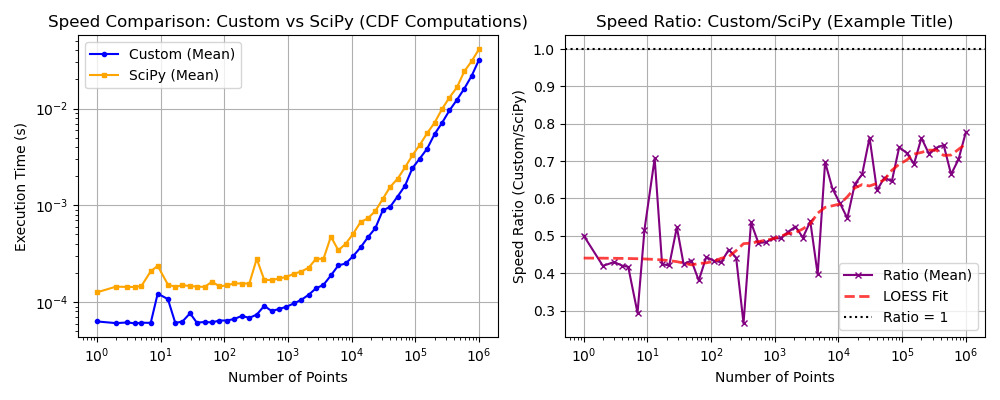 Speed Comparison: Custom vs SciPy (CDF Computations)
Custom (Mean)
SciPy (Mean)
Execution Time (s)
10⁻²
10⁻³
10⁻⁴
10⁰ 10¹ 10² 10³ 10⁴ 10⁵ 10⁶
Number of Points
Speed Ratio: Custom/SciPy (Example Title)
Speed Ratio (Custom/SciPy)
1.0
0.9
0.8
0.7
0.6
0.5
0.4
0.3
Ratio (Mean)
LOESS Fit
Ratio = 1
10⁰ 10¹ 10² 10³ 10⁴ 10⁵ 10⁶
Number of Points